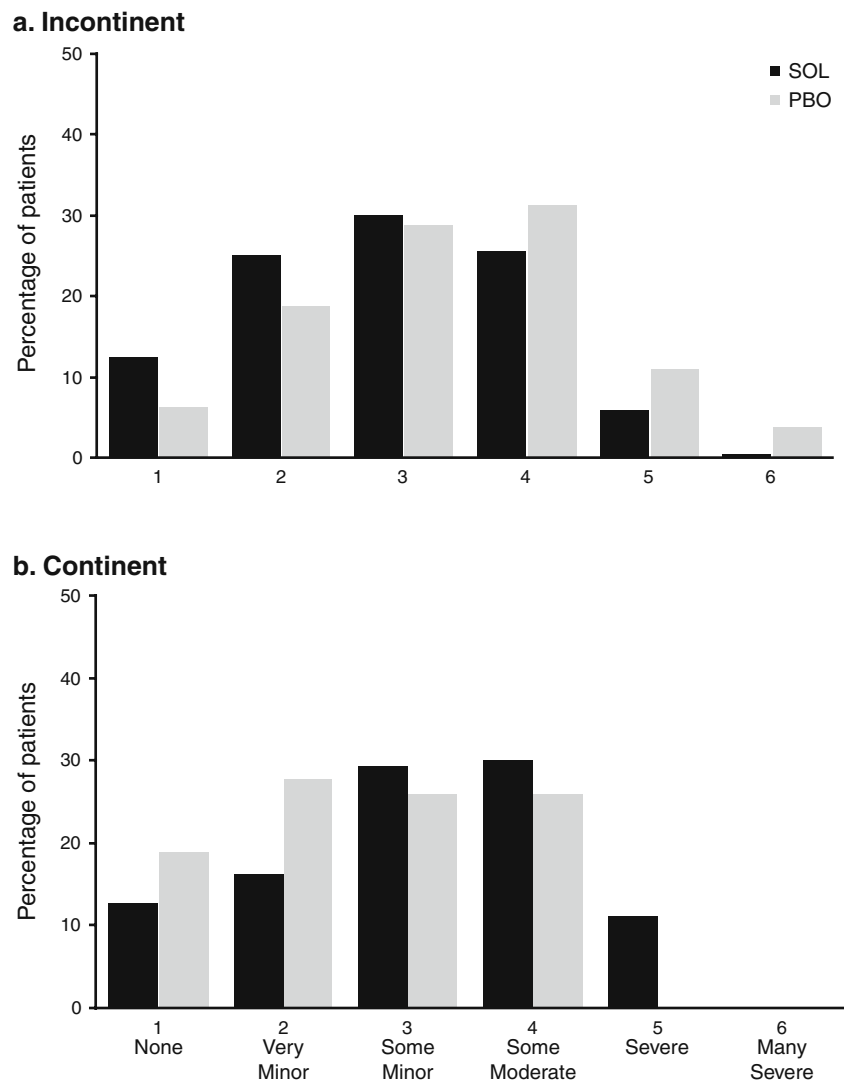 a. Incontinent
50
SOL
PBO
40
30
20
10
0
Percentage of patients
1 2 3 4 5 6
b. Continent
50
40
30
20
10
0
Percentage of patients
1 2 3 4 5 6
None Very Some Some Severe Many
Minor Minor Moderate Severe